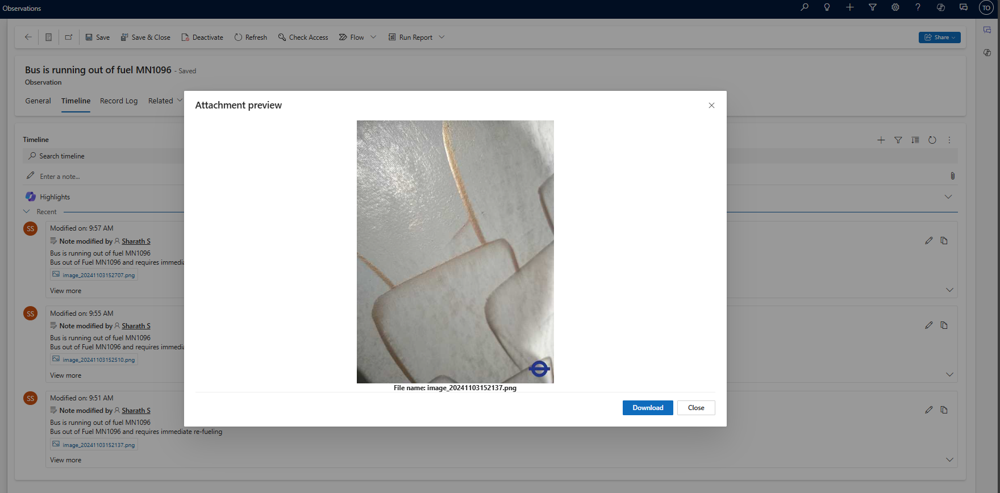 Observations
TO
Save
Save & Close
Deactivate
Refresh
Check Access
Flow
Run Report
Share
Bus is running out of fuel MN1096 - Saved
Observation
General
Timeline
Record Log
Related
Attachment preview
File name: image_20241103152137.png
Download
Close
Timeline
Search timeline
Enter a note...
Highlights
Recent
SS
Modified on: 9:57 AM
Note modified by Sharath S
Bus is running out of fuel MN1096
Bus out of Fuel MN1096 and requires immedia
image_20241103152707.png
View more
SS
Modified on: 9:55 AM
Note modified by Sharath S
Bus is running out of fuel MN1096
Bus out of Fuel MN1096 and requires immedia
image_20241103152510.png
View more
SS
Modified on: 9:51 AM
Note modified by Sharath S
Bus is running out of fuel MN1096
Bus out of Fuel MN1096 and requires immediate re-fueling
image_20241103152137.png
View more